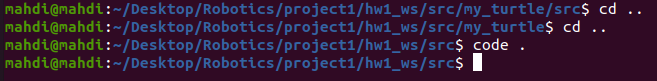 mahdi@mahdi:~/Desktop/Robotics/project1/hw1_ws/src/my_turtle/src$ cd ..
mahdi@mahdi:~/Desktop/Robotics/project1/hw1_ws/src/my_turtle$ cd ..
mahdi@mahdi:~/Desktop/Robotics/project1/hw1_ws/src$ code .
mahdi@mahdi:~/Desktop/Robotics/project1/hw1_ws/src$